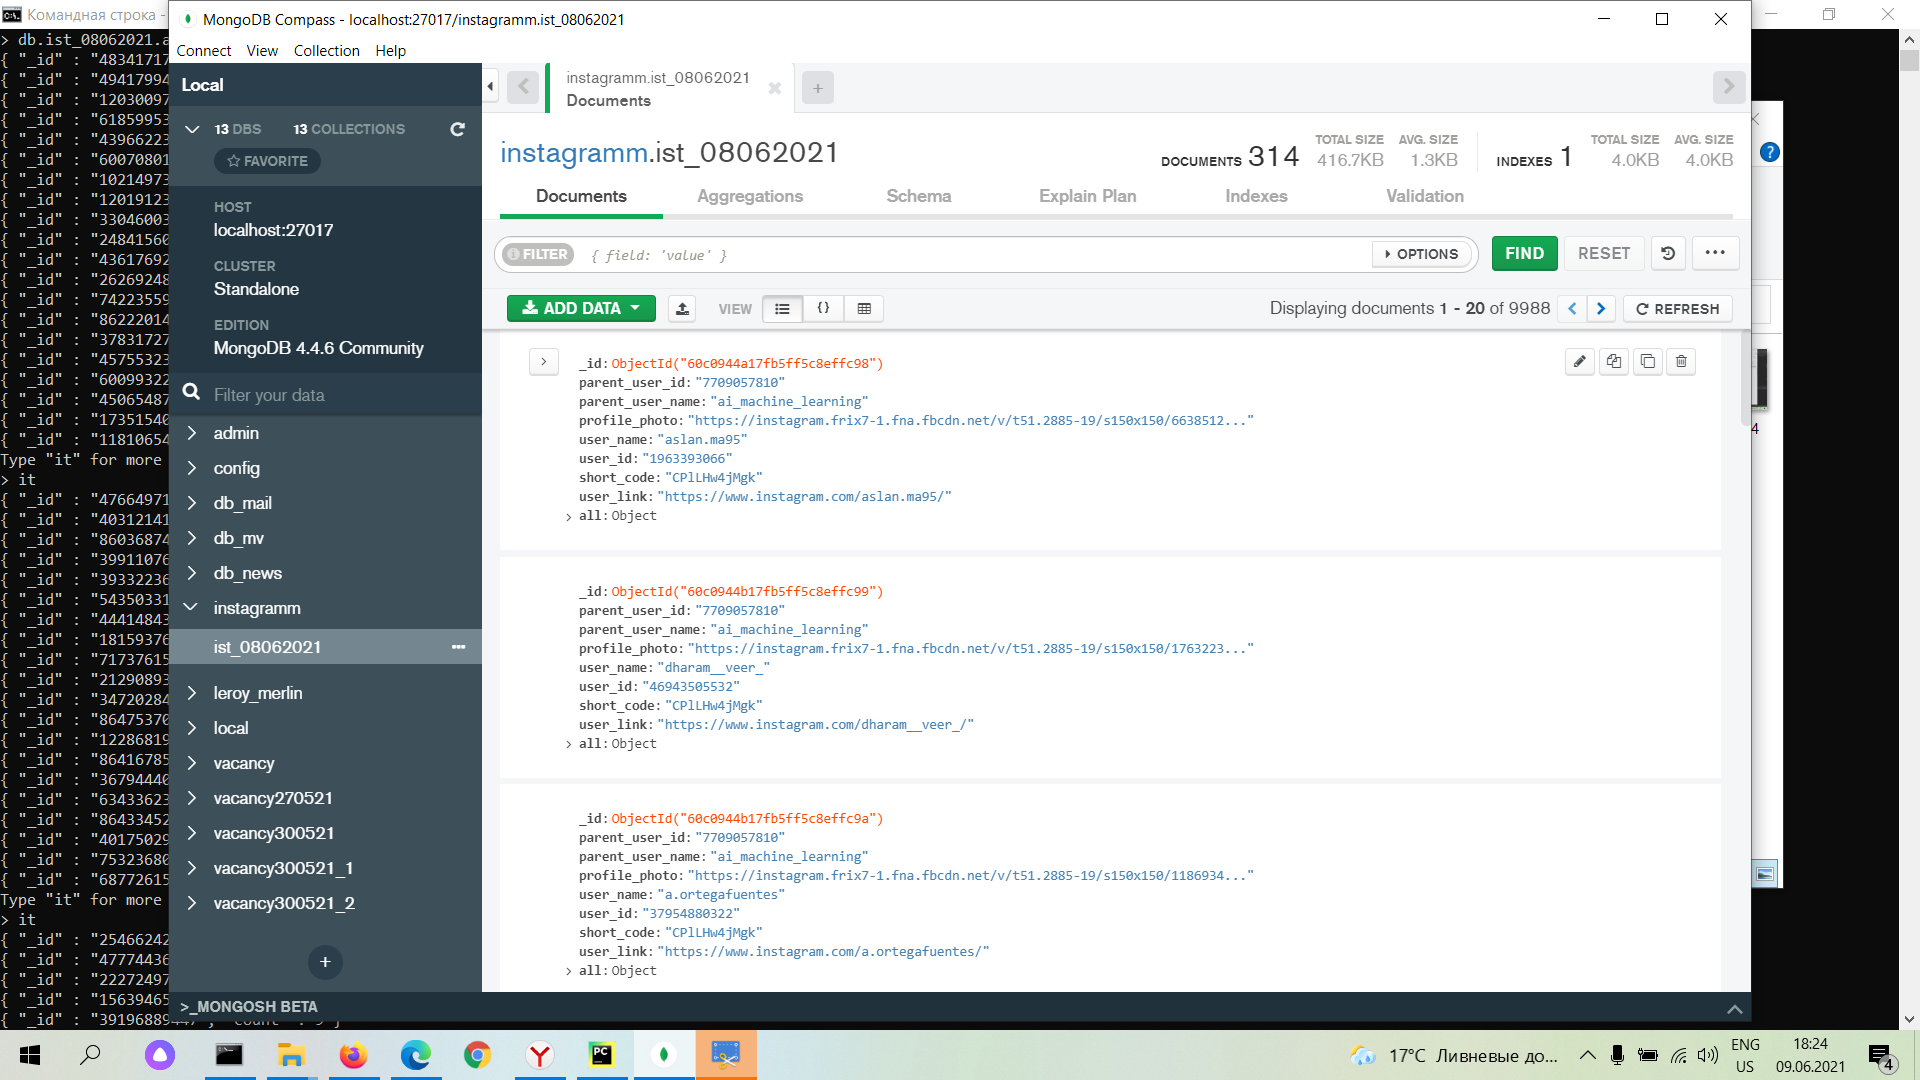 Командная строка -
> db.ist_08062021.a
{ "_id" : "48341717
{ "_id" : "49417994
{ "_id" : "12030097
{ "_id" : "61859953
{ "_id" : "43966223
{ "_id" : "60070801
{ "_id" : "10214973
{ "_id" : "12019123
{ "_id" : "33046003
{ "_id" : "24841560
{ "_id" : "43617692
{ "_id" : "26269248
{ "_id" : "74223559
{ "_id" : "86222014
{ "_id" : "37831727
{ "_id" : "45755323
{ "_id" : "60099322
{ "_id" : "45065487
{ "_id" : "17351540
{ "_id" : "11810654
Type "it" for more
> it
{ "_id" : "47664971
{ "_id" : "40312141
{ "_id" : "86036874
{ "_id" : "39911076
{ "_id" : "39332236
{ "_id" : "54350331
{ "_id" : "44414843
{ "_id" : "18159376
{ "_id" : "71737615
{ "_id" : "21290893
{ "_id" : "34720284
{ "_id" : "86475370
{ "_id" : "12286819
{ "_id" : "86416785
{ "_id" : "36794440
{ "_id" : "63433623
{ "_id" : "86433452
{ "_id" : "40175029
{ "_id" : "75323680
{ "_id" : "68772615
Type "it" for more
> it
{ "_id" : "25466242
{ "_id" : "47774436
{ "_id" : "22272497
{ "_id" : "15639465
{ "_id" : "39196889447", "count" : 9 }
MongoDB Compass - localhost:27017/instagramm.ist_08062021
Connect View Collection Help
Local
13 DBS 13 COLLECTIONS
FAVORITE
HOST
localhost:27017
CLUSTER
Standalone
EDITION
MongoDB 4.4.6 Community
Filter your data
admin
config
db_mail
db_mv
db_news
instagramm
ist_08062021
leroy_merlin
local
vacancy
vacancy270521
vacancy300521
vacancy300521_1
vacancy300521_2
+
>_MONGOSH BETA
instagramm.ist_08062021
Documents
+
instagramm.ist_08062021
DOCUMENTS 314 TOTAL SIZE 416.7KB AVG. SIZE 1.3KB INDEXES 1 TOTAL SIZE 4.0KB AVG. SIZE 4.0KB
Documents Aggregations Schema Explain Plan Indexes Validation
FILTER { field: 'value' } OPTIONS FIND RESET
ADD DATA VIEW {} Displaying documents 1 - 20 of 9988 REFRESH
_id: ObjectId("60c0944a17fb5ff5c8effc98")
parent_user_id: "7709057810"
parent_user_name: "ai_machine_learning"
profile_photo: "https://instagram.frix7-1.fna.fbcdn.net/v/t51.2885-19/s150x150/6638512..."
user_name: "aslan.ma95"
user_id: "1963393066"
short_code: "CPlLHw4jMgk"
user_link: "https://www.instagram.com/aslan.ma95/"
> all: Object
_id: ObjectId("60c0944b17fb5ff5c8effc99")
parent_user_id: "7709057810"
parent_user_name: "ai_machine_learning"
profile_photo: "https://instagram.frix7-1.fna.fbcdn.net/v/t51.2885-19/s150x150/1763223..."
user_name: "dharam__veer_"
user_id: "46943505532"
short_code: "CPlLHw4jMgk"
user_link: "https://www.instagram.com/dharam__veer_/"
> all: Object
_id: ObjectId("60c0944b17fb5ff5c8effc9a")
parent_user_id: "7709057810"
parent_user_name: "ai_machine_learning"
profile_photo: "https://instagram.frix7-1.fna.fbcdn.net/v/t51.2885-19/s150x150/1186934..."
user_name: "a.ortegafuentes"
user_id: "37954880322"
short_code: "CPlLHw4jMgk"
user_link: "https://www.instagram.com/a.ortegafuentes/"
> all: Object
?
4
PC
17°C Ливневые до...
ENG
US
18:24
09.06.2021
4